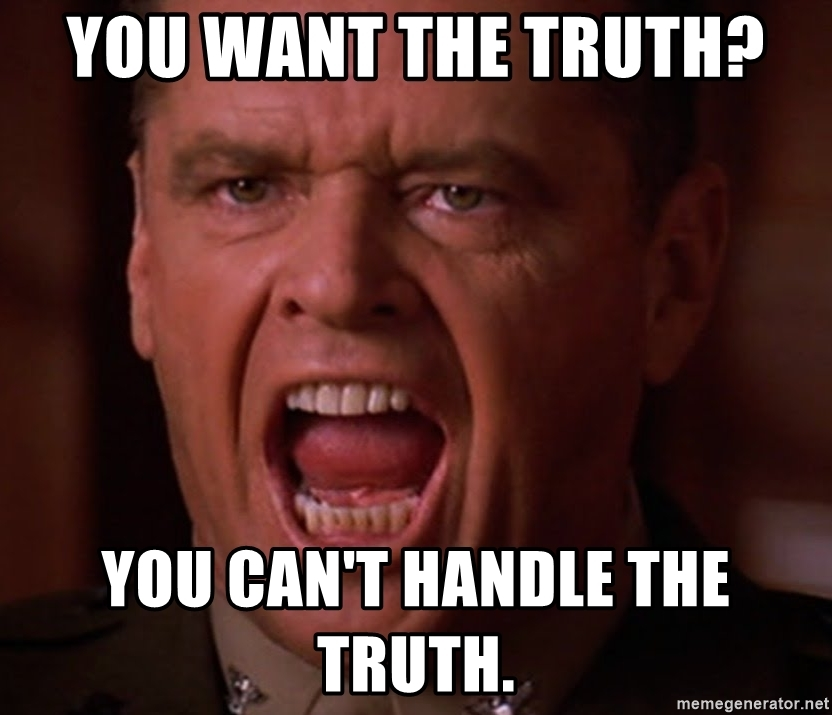 YOU WANT THE TRUTH?
YOU CAN'T HANDLE THE
TRUTH.
memegenerator.net